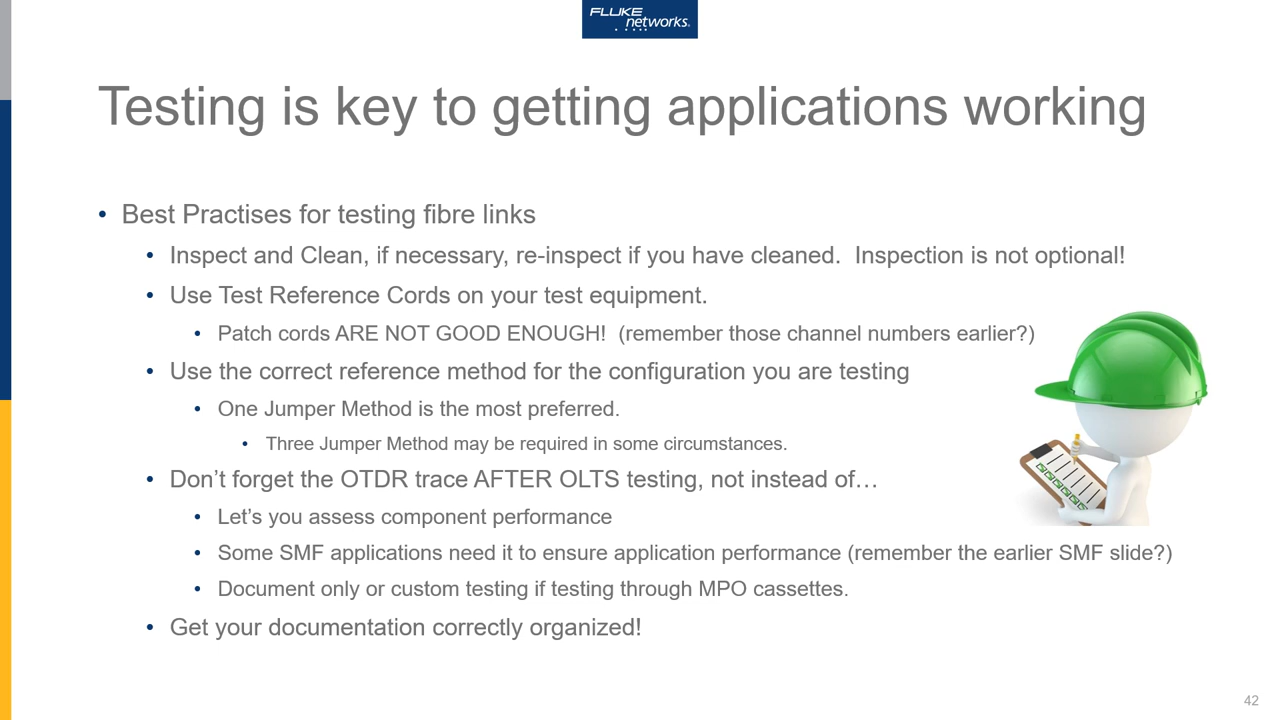 FLUKE
networks.
Testing is key to getting applications working
• Best Practises for testing fibre links
• Inspect and Clean, if necessary, re-inspect if you have cleaned.  Inspection is not optional!
• Use Test Reference Cords on your test equipment.
• Patch cords ARE NOT GOOD ENOUGH!  (remember those channel numbers earlier?)
• Use the correct reference method for the configuration you are testing
• One Jumper Method is the most preferred.
• Three Jumper Method may be required in some circumstances.
• Don’t forget the OTDR trace AFTER OLTS testing, not instead of…
• Let’s you assess component performance
• Some SMF applications need it to ensure application performance (remember the earlier SMF slide?)
• Document only or custom testing if testing through MPO cassettes.
• Get your documentation correctly organized!
42